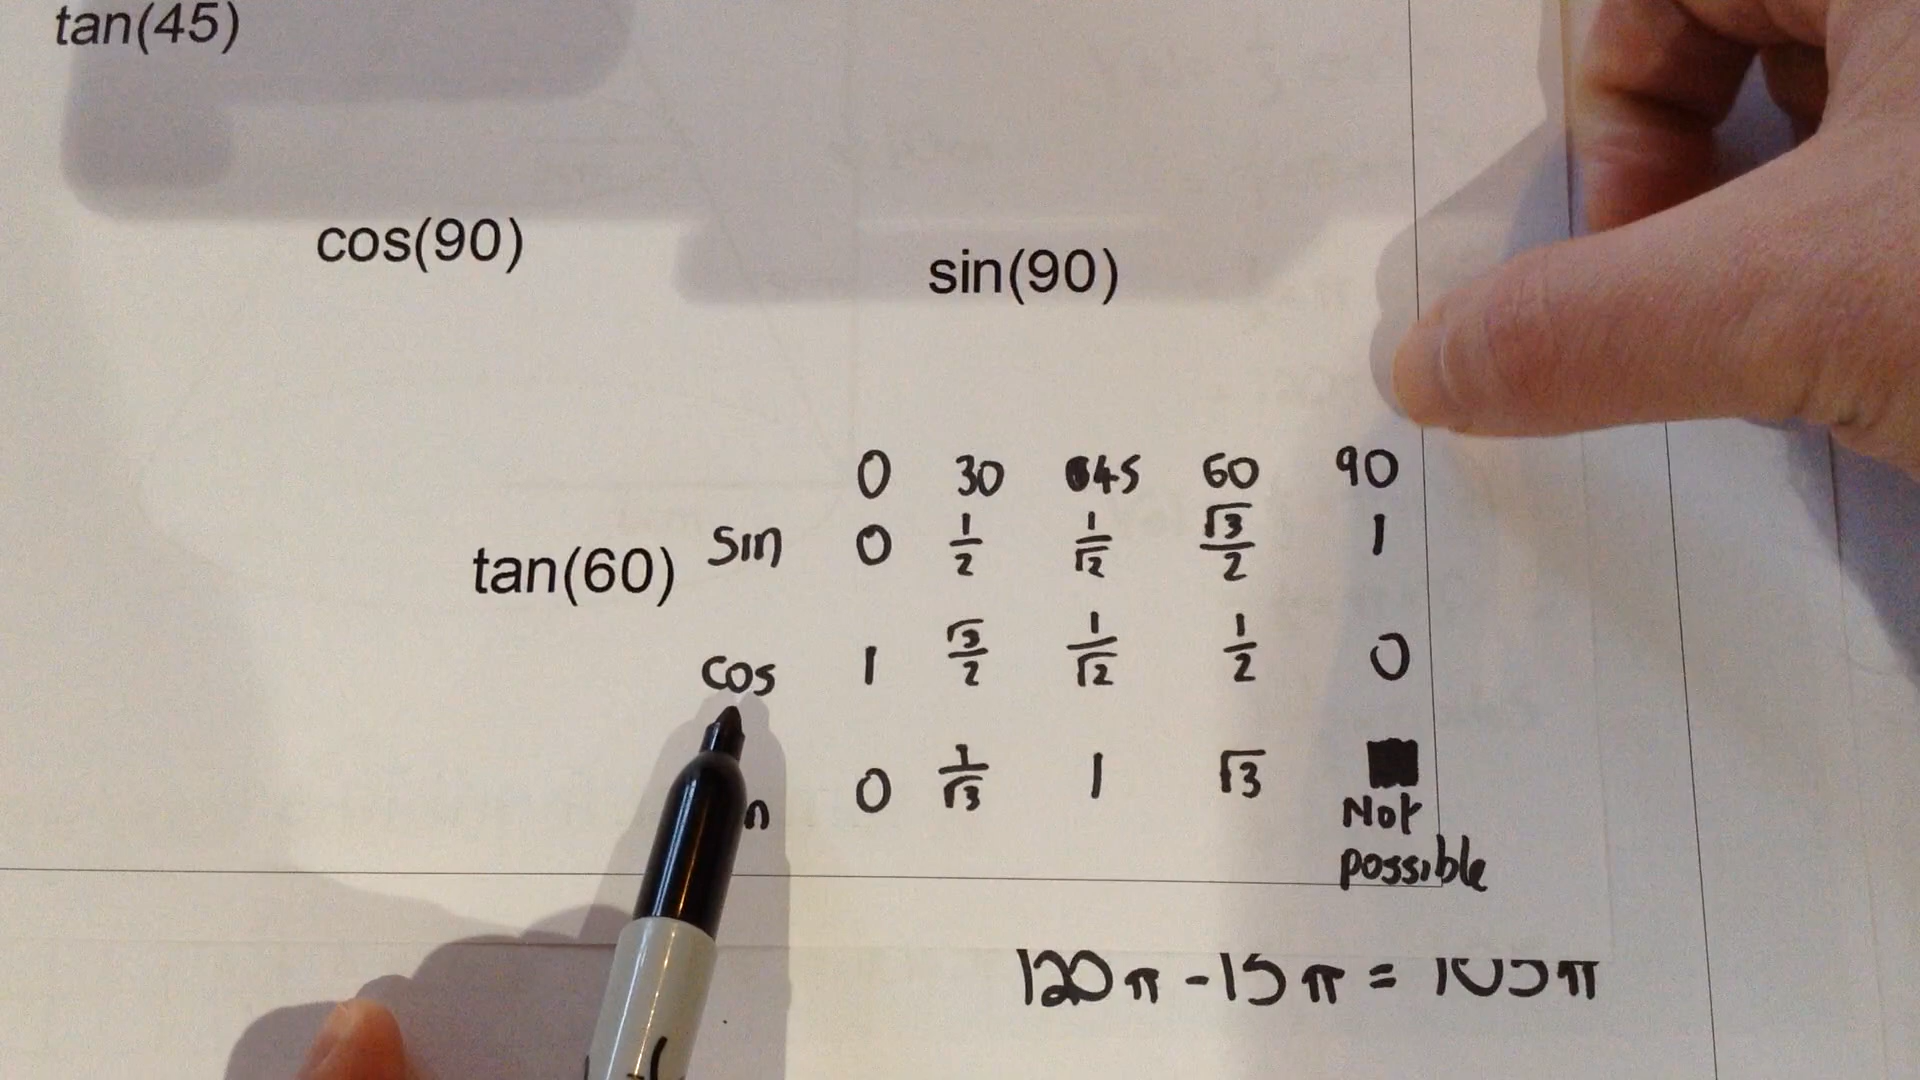 tan(45)
cos(90)
sin(90)
0 30 45 60 90
tan(60)
sin 0 1/2 1/√2 √3/2 1
cos 1 √3/2 1/√2 1/2 0
n 0 1/√3 1 √3
Not
possible
120π - 15π = 105π